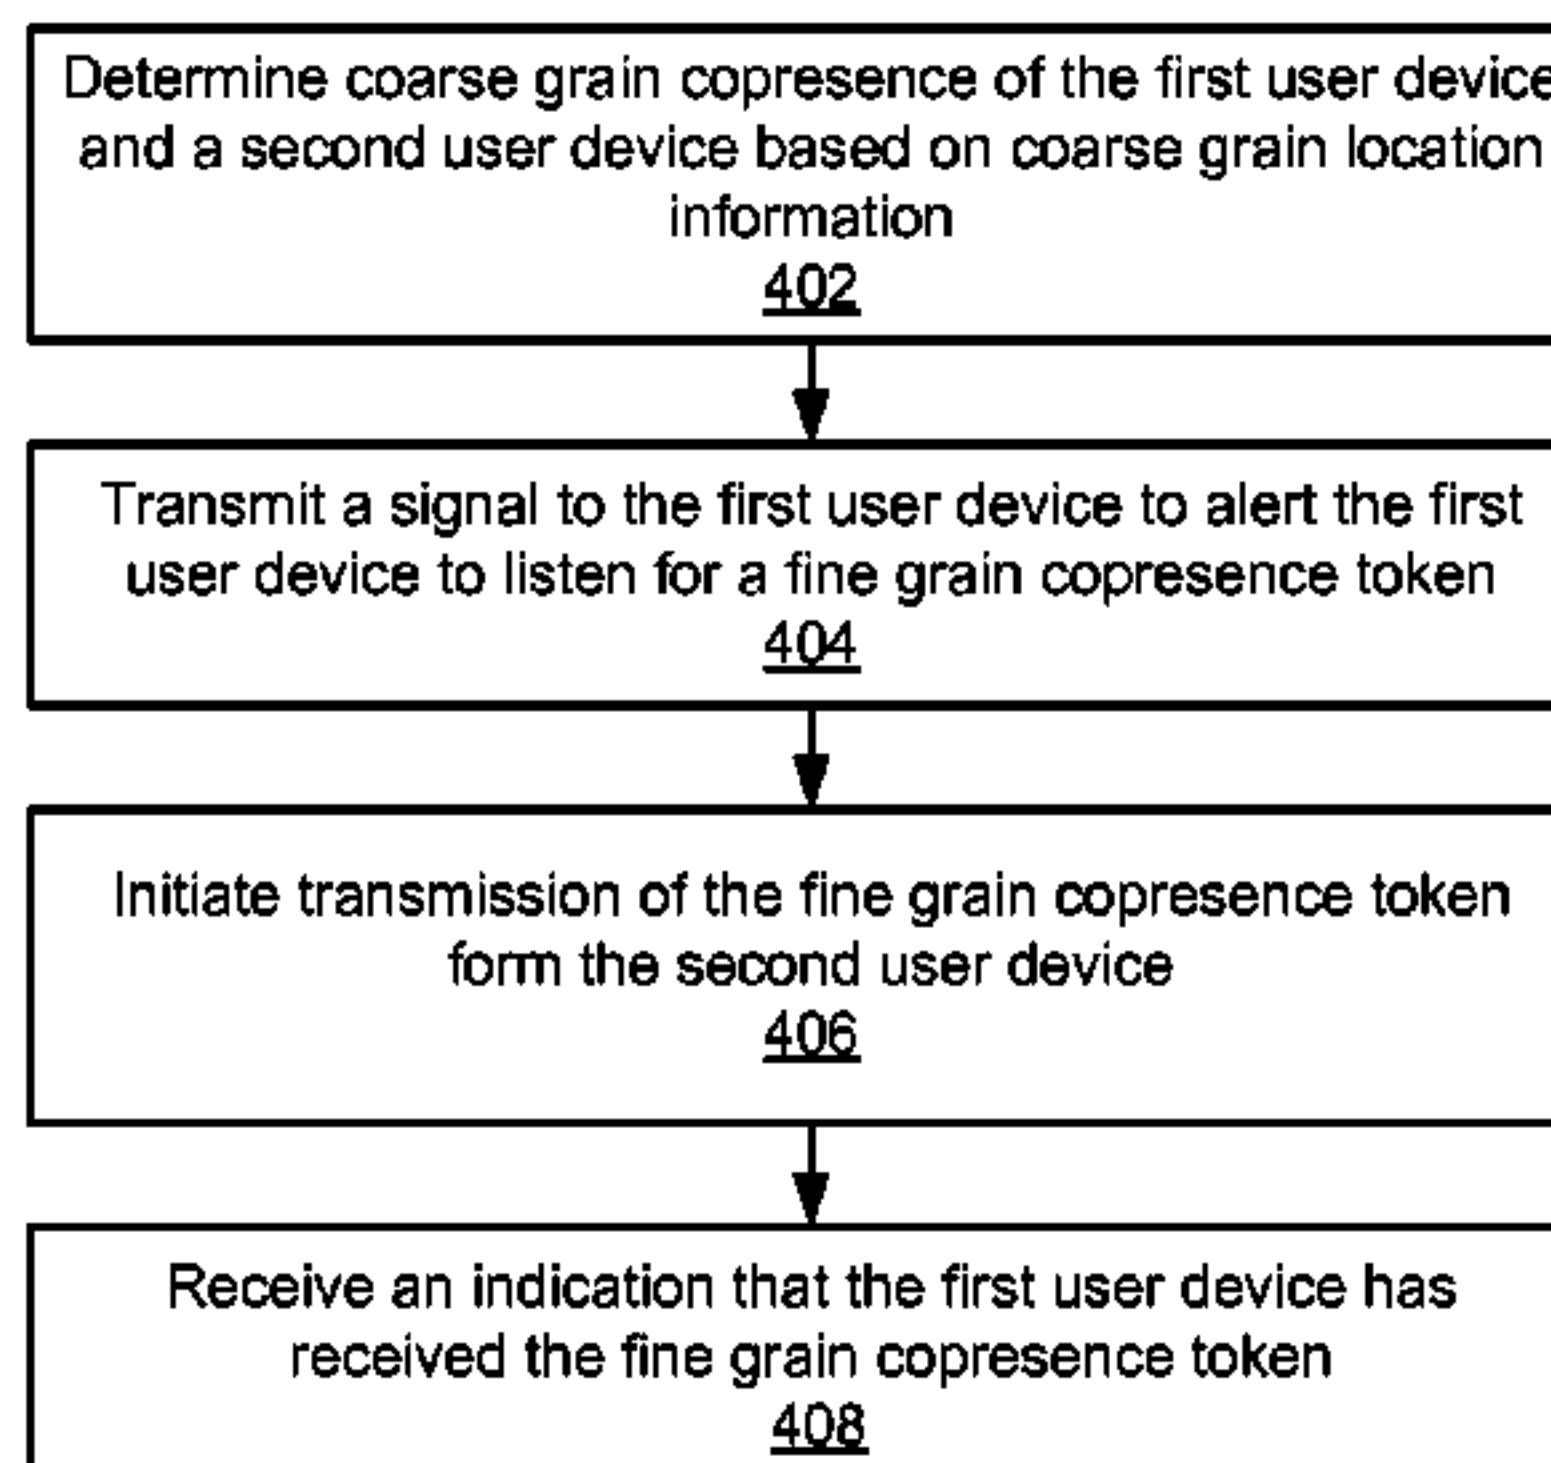 Determine coarse grain copresence of the first user device
and a second user device based on coarse grain location
information
402
Transmit a signal to the first user device to alert the first
user device to listen for a fine grain copresence token
404
Initiate transmission of the fine grain copresence token
form the second user device
406
Receive an indication that the first user device has
received the fine grain copresence token
408